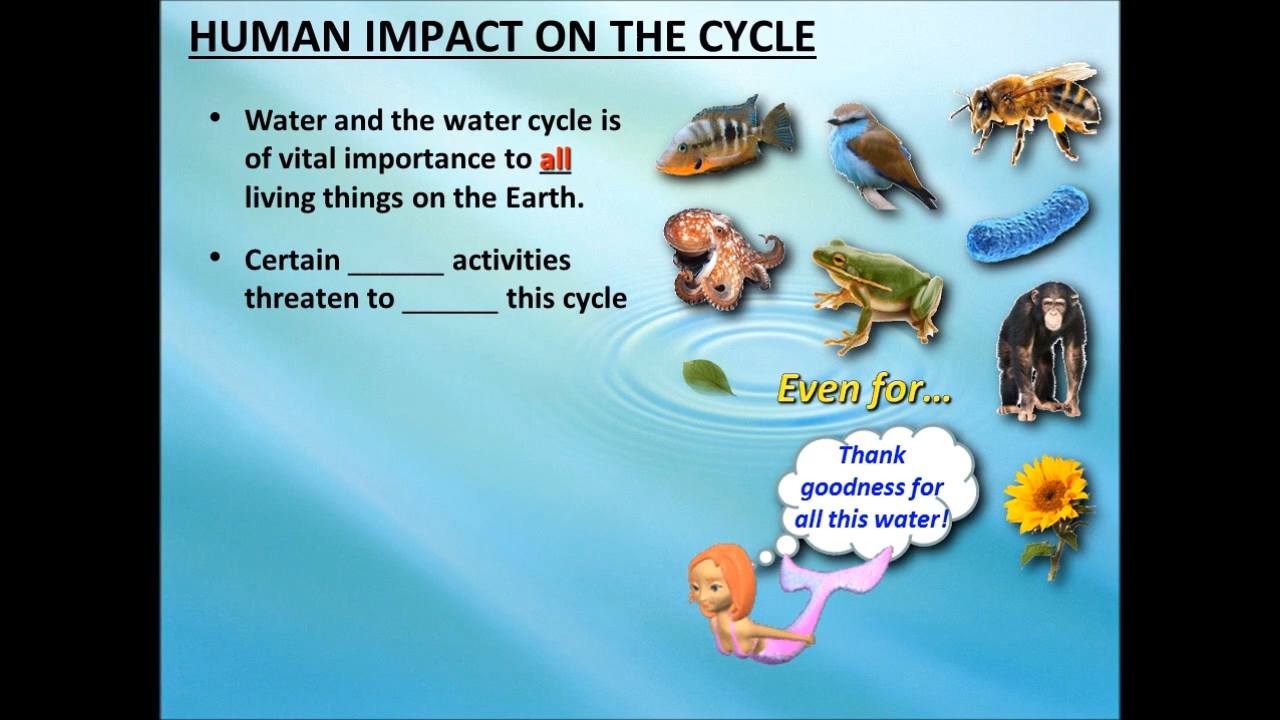 HUMAN IMPACT ON THE CYCLE
• Water and the water cycle is
of vital importance to all
living things on the Earth.
• Certain ______ activities
threaten to ______ this cycle
Even for...
Thank
goodness for
all this water!